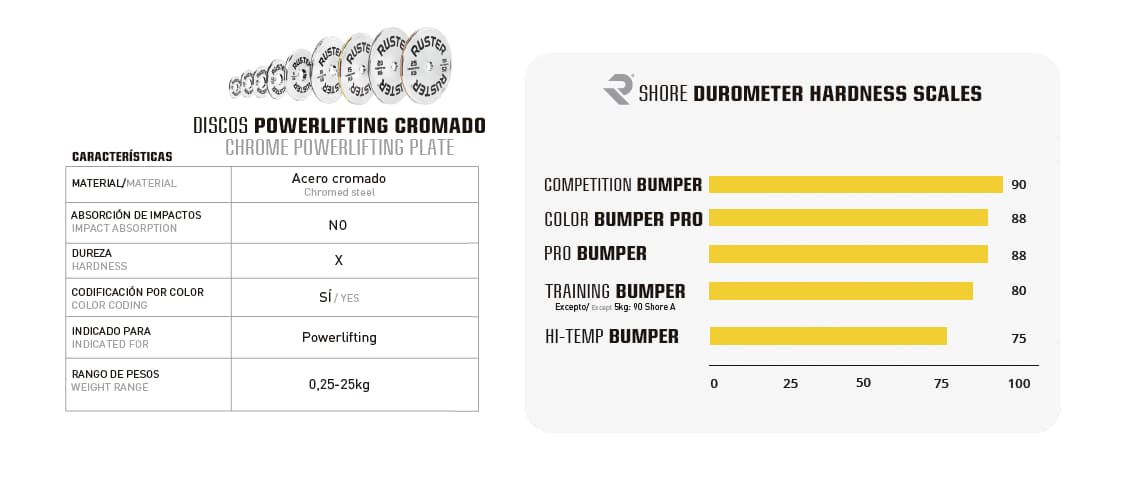 RUSTER
DISCOS POWERLIFTING CROMADO
CHROME POWERLIFTING PLATE
CARACTERÍSTICAS
MATERIAL/MATERIAL
Acero cromado
Chromed steel
ABSORCIÓN DE IMPACTOS
IMPACT ABSORPTION
NO
DUREZA
HARDNESS
X
CODIFICACIÓN POR COLOR
COLOR CODING
SÍ/ YES
INDICADO PARA
INDICATED FOR
Powerlifting
RANGO DE PESOS
WEIGHT RANGE
0,25-25kg
SHORE DUROMETER HARDNESS SCALES
COMPETITION BUMPER 90
COLOR BUMPER PRO 88
PRO BUMPER 88
TRAINING BUMPER 80
Excepto/ Except 5kg: 90 Shore A
HI-TEMP BUMPER 75
0 25 50 75 100